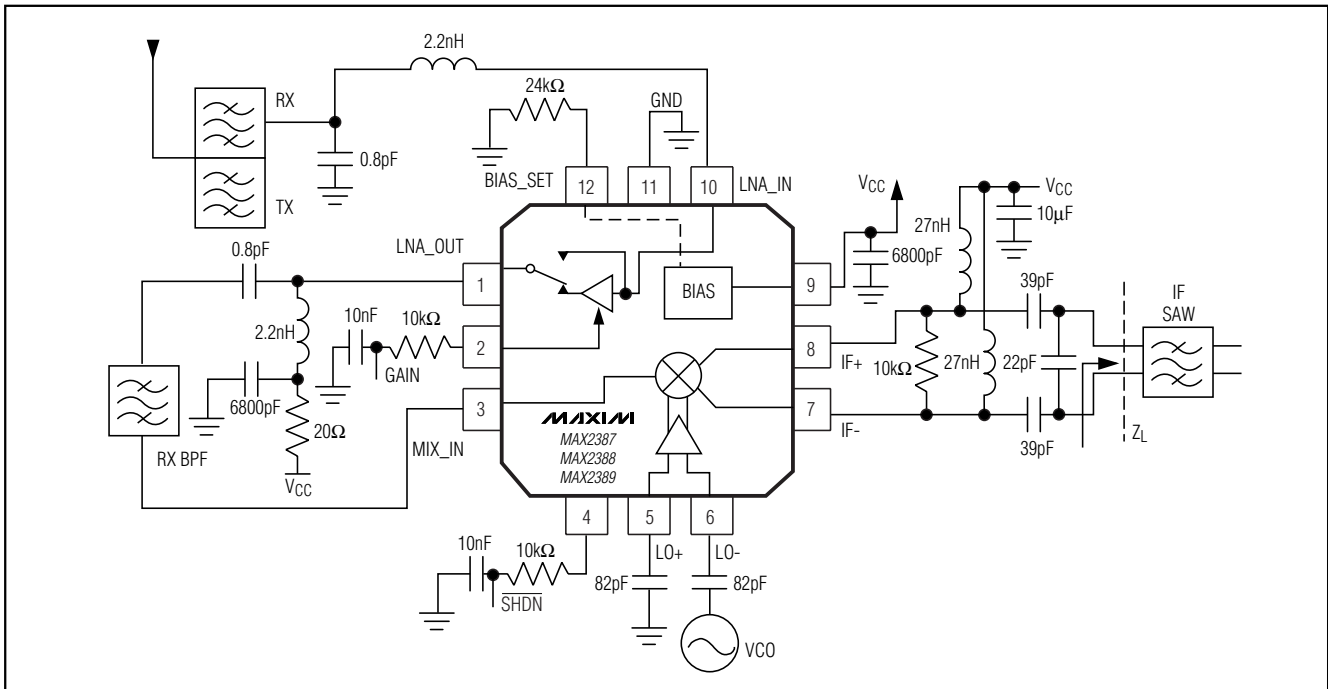 2.2nH
RX
24kΩ
GND
0.8pF
BIAS_SET
12
11
10
LNA_IN
VCC
VCC
10µF
TX
27nH
6800pF
LNA_OUT
0.8pF
1
BIAS
9
39pF
IF
SAW
2.2nH
10nF
10kΩ
2
8
IF+
10kΩ
27nH
22pF
GAIN
6800pF
3
7
20Ω
MIX_IN
MAXIM
MAX2387
MAX2388
MAX2389
IF-
39pF
ZL
RX BPF
VCC
4
5
6
10nF
10kΩ
LO+
LO-
82pF
82pF
SHDN
VCO